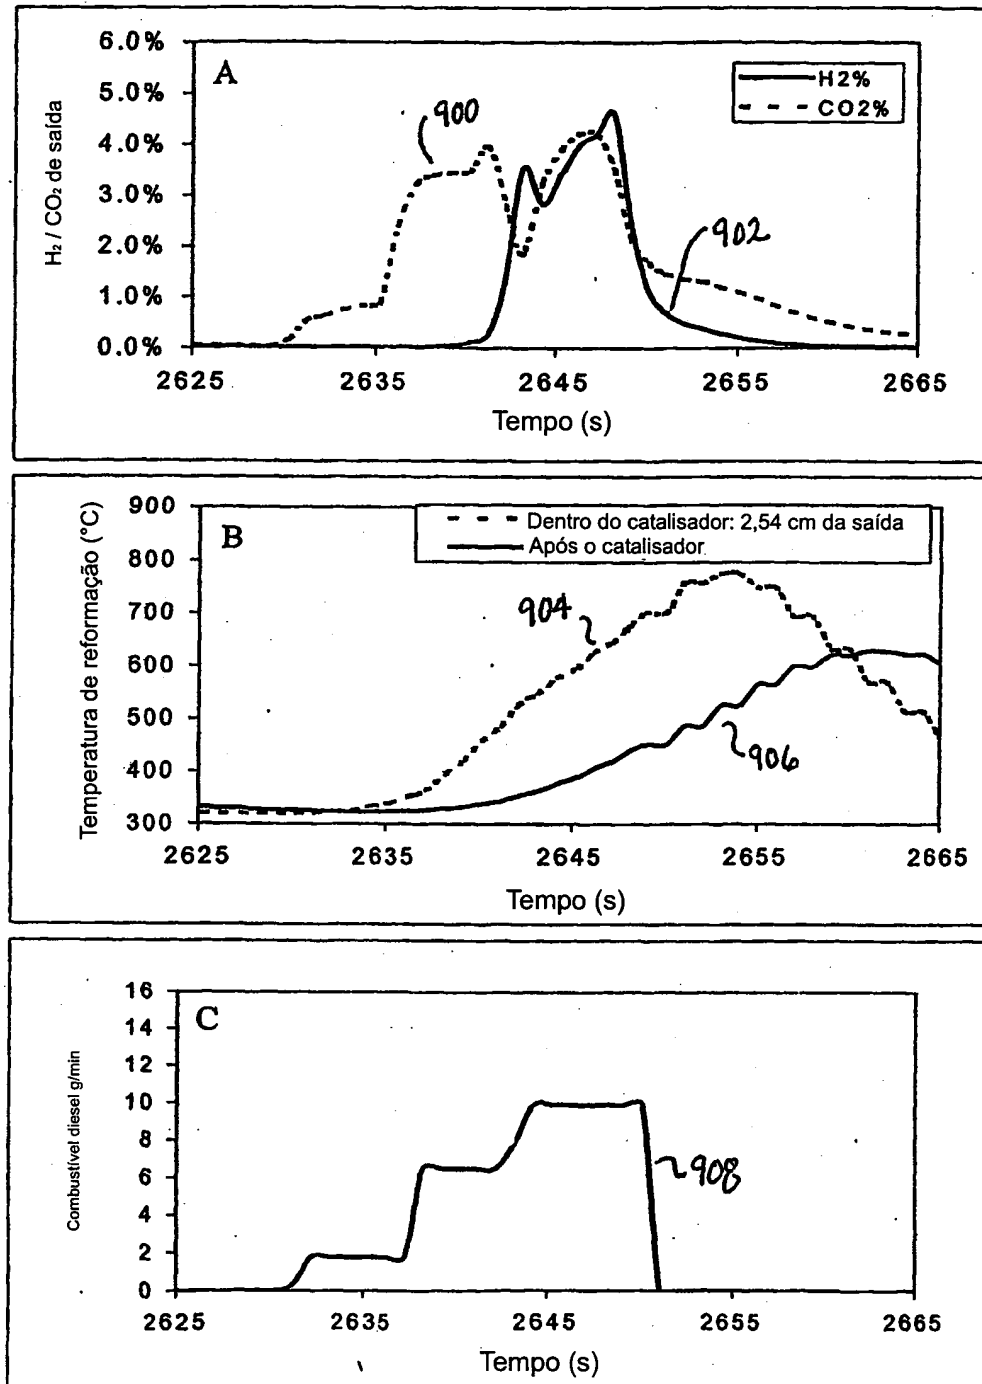 A
H₂ / CO₂ de saída
6.0%
5.0%
4.0%
3.0%
2.0%
1.0%
0.0%
H2%
CO2%
900
902
2625 2635 2645 2655 2665
Tempo (s)
B
Temperatura de reformação (°C)
900
800
700
600
500
400
300
Dentro do catalisador: 2,54 cm da saída
Após o catalisador
904
906
2625 2635 2645 2655 2665
Tempo (s)
C
Combustível diesel g/min
16
14
12
10
8
6
4
2
0
908
2625 2635 2645 2655 2665
Tempo (s)